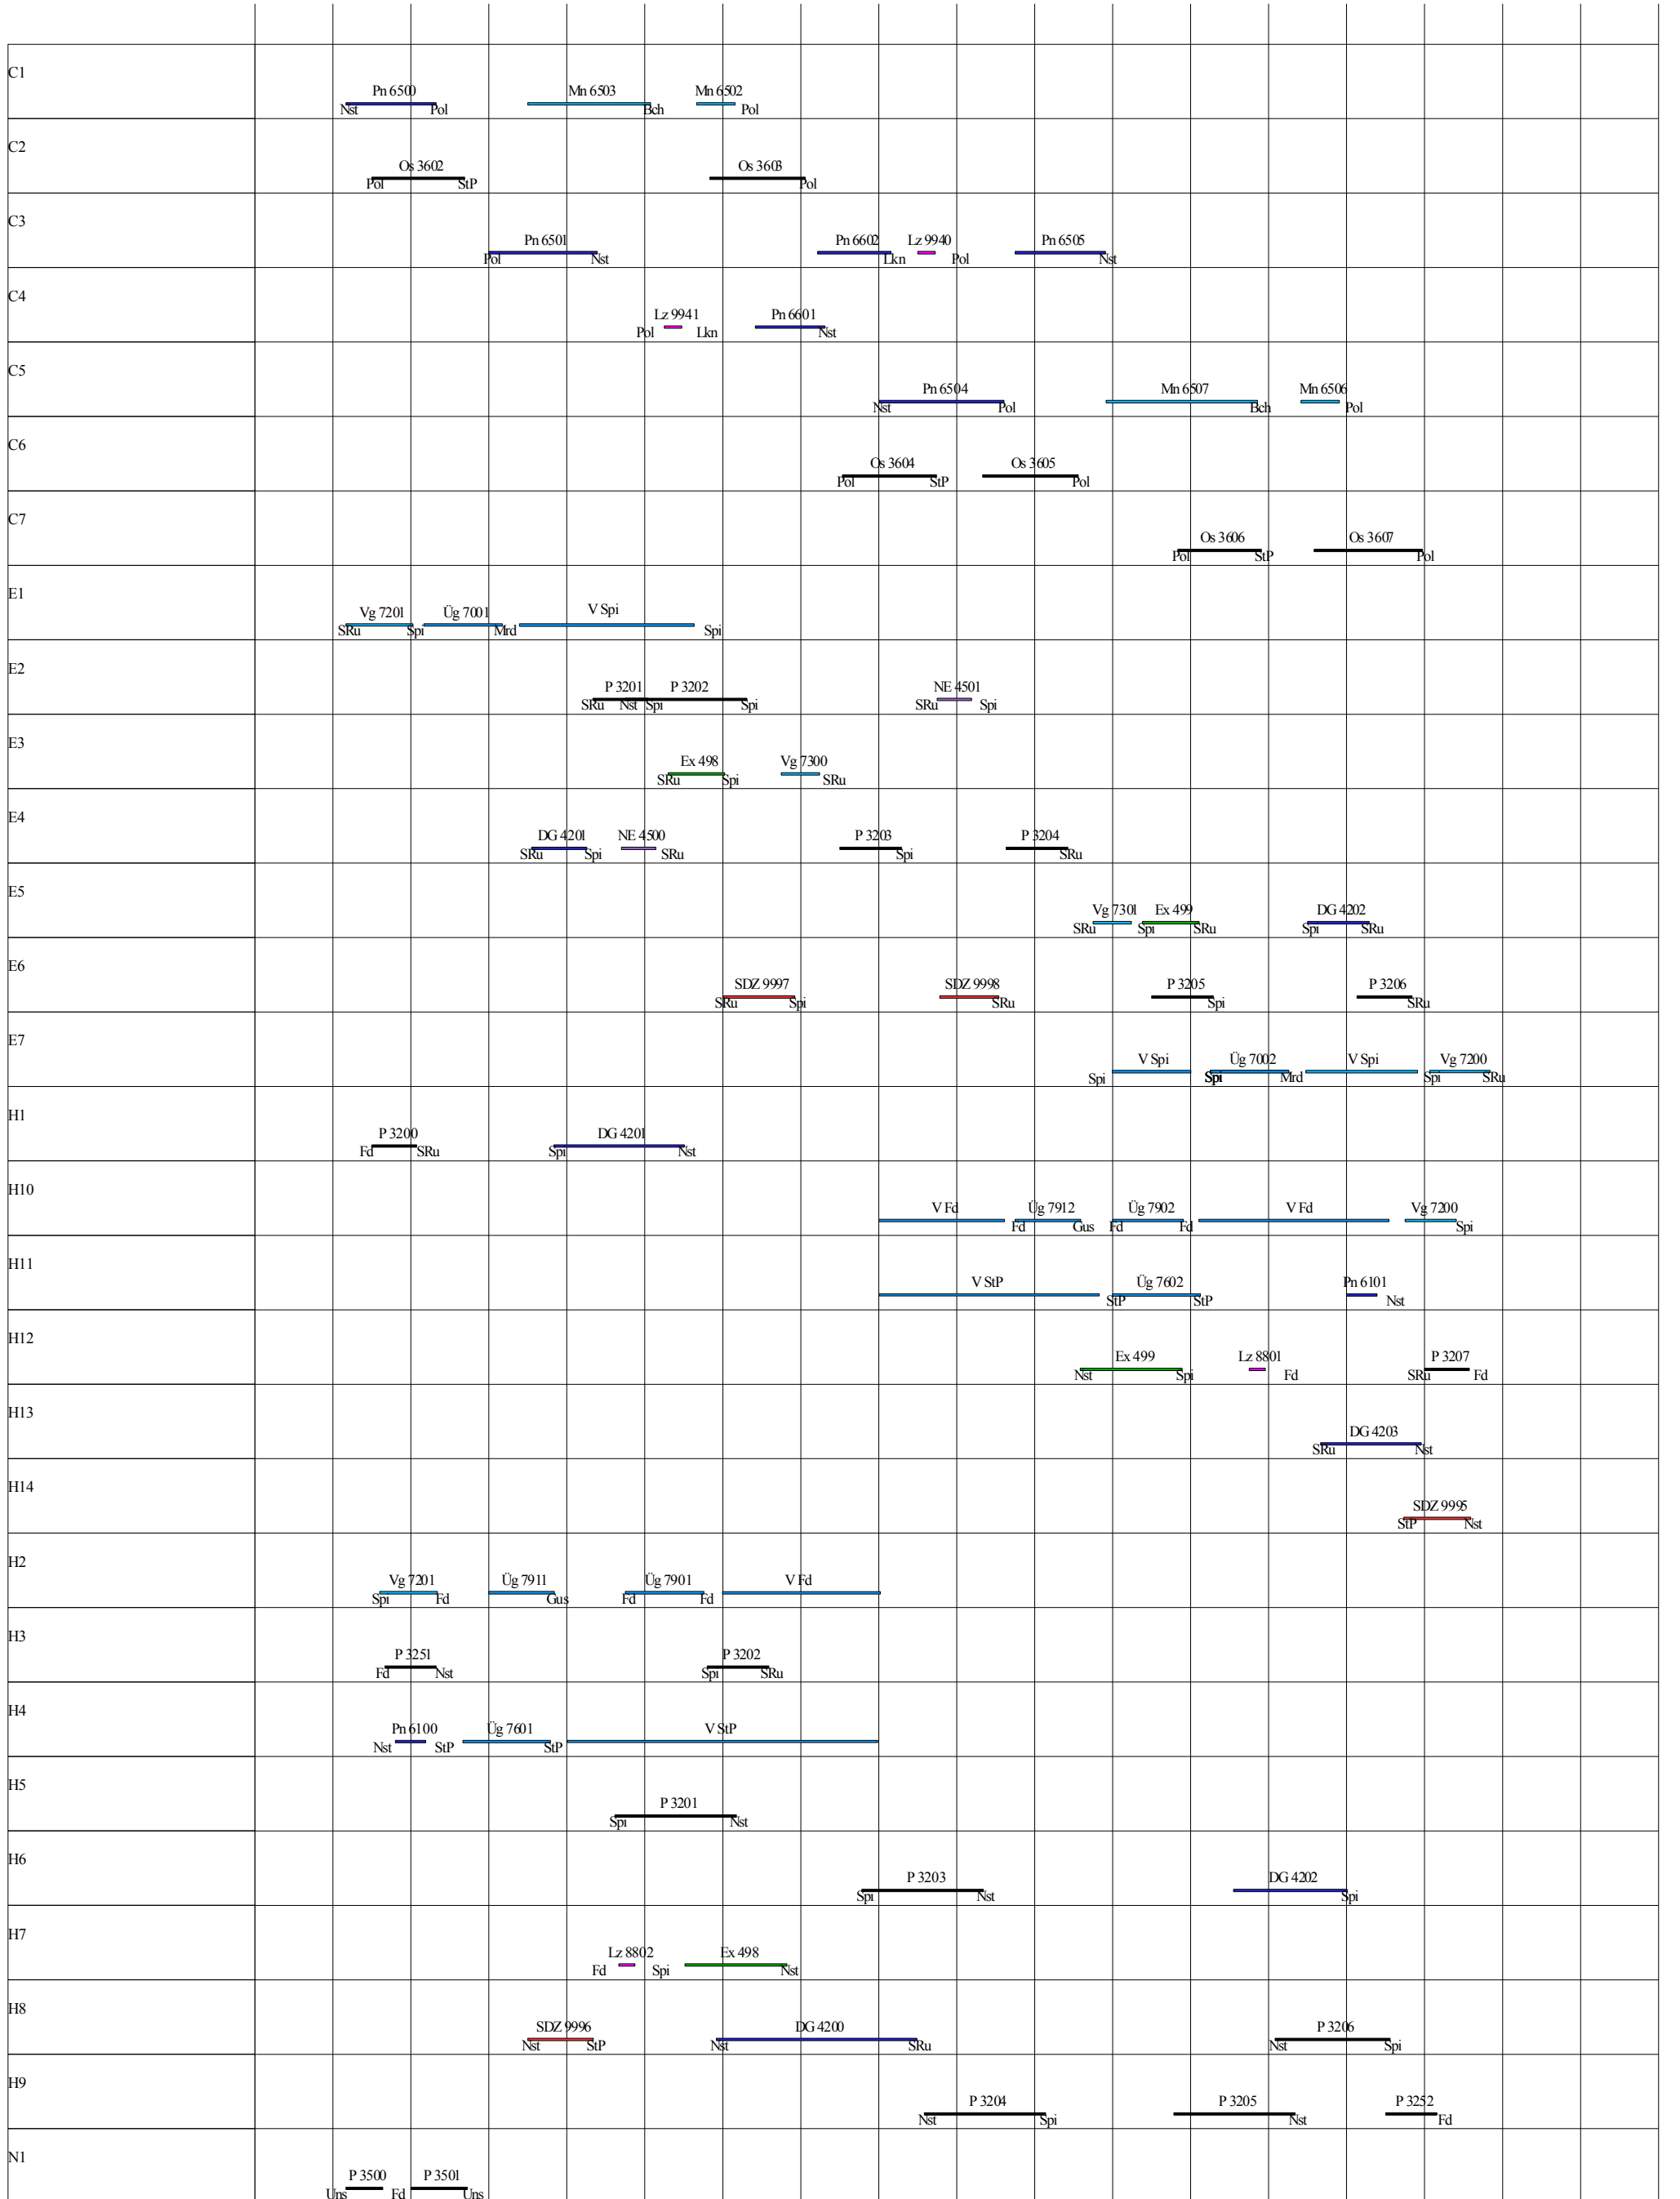 C1
Pn 6500 Mn 6503 Mn 6502
Nst Pol Bch Pol
C2
Os 3602 Os 3603
Pol StP Pol
C3
Pn 6501 Pn 6602 Lz 9940 Pn 6505
Pol Nst Lkn Pol Nst
C4
Lz 9941 Pn 6601
Pol Lkn Nst
C5
Pn 6504 Mn 6507 Mn 6506
Nst Pol Bch Pol
C6
Os 3604 Os 3605
Pol StP Pol
C7
Os 3606 Os 3607
Pol StP Pol
E1
Vg 7201 Üg 7001 V Spi
SRu Spi Mrd Spi
E2
P 3201 P 3202 NE 4501
SRu Nst Spi Spi SRu Spi
E3
Ex 498 Vg 7300
SRu Spi SRu
E4
DG 4201 NE 4500 P 3203 P 3204
SRu Spi SRu Spi SRu
E5
Vg 7301 Ex 499 DG 4202
SRu Spi SRu Spi SRu
E6
SDZ 9997 SDZ 9998 P 3205 P 3206
SRu Spi SRu Spi SRu
E7
V Spi Üg 7002 V Spi Vg 7200
Spi Spi Mrd Spi SRu
H1
P 3200 DG 4201
Fd SRu Spi Nst
H10
V Fd Üg 7912 Üg 7902 V Fd Vg 7200
Fd Gus Fd Fd Spi
H11
V StP Üg 7602 Pn 6101
StP StP Nst
H12
Ex 499 Lz 8801 P 3207
Nst Spi Fd SRu Fd
H13
DG 4203
SRu Nst
H14
SDZ 9995
StP Nst
H2
Vg 7201 Üg 7911 Üg 7901 V Fd
Spi Fd Gus Fd Fd
H3
P 3251 P 3202
Fd Nst Spi SRu
H4
Pn 6100 Üg 7601 V StP
Nst StP StP
H5
P 3201
Spi Nst
H6
P 3203 DG 4202
Spi Nst Spi
H7
Lz 8802 Ex 498
Fd Spi Nst
H8
SDZ 9996 DG 4200 P 3206
Nst StP Nst SRu Nst Spi
H9
P 3204 P 3205 P 3252
Nst Spi Nst Fd
N1
P 3500 P 3501
Uns Fd Uns